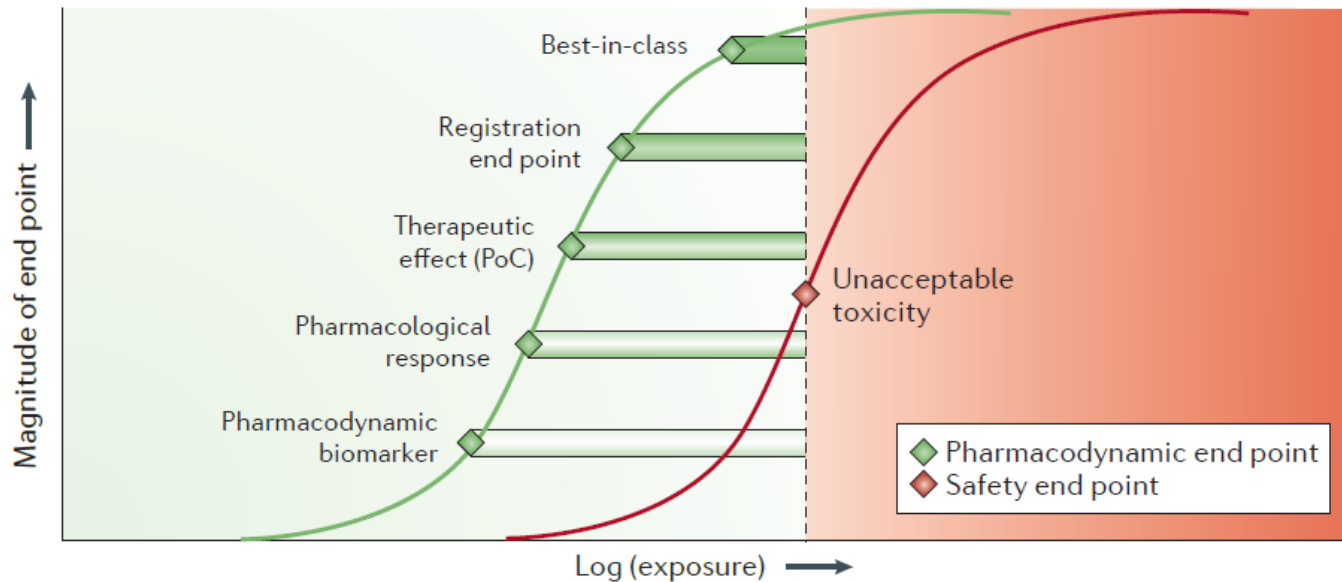 Best-in-class
Registration
end point
Therapeutic
effect (PoC)
Pharmacological
response
Pharmacodynamic
biomarker
Unacceptable
toxicity
Pharmacodynamic end point
Safety end point
Magnitude of end point
Log (exposure)